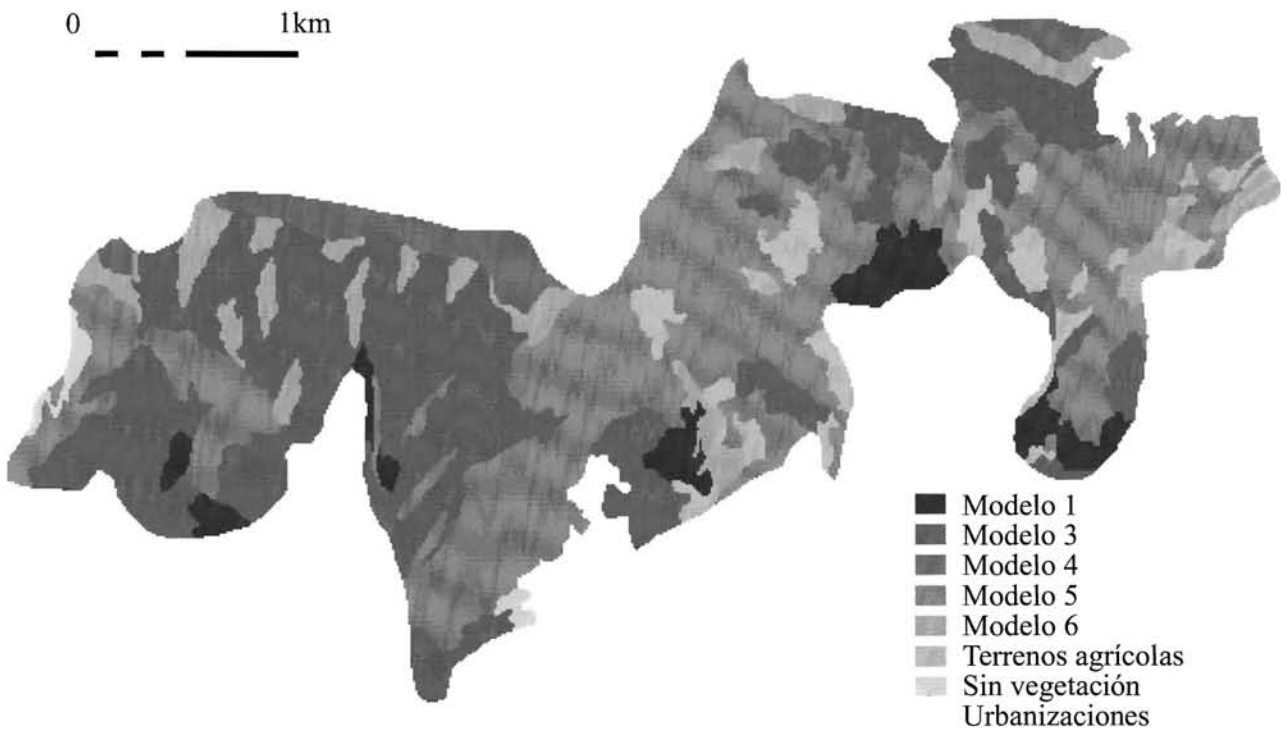 0 1km
Modelo 1
Modelo 3
Modelo 4
Modelo 5
Modelo 6
Terrenos agrícolas
Sin vegetación
Urbanizaciones